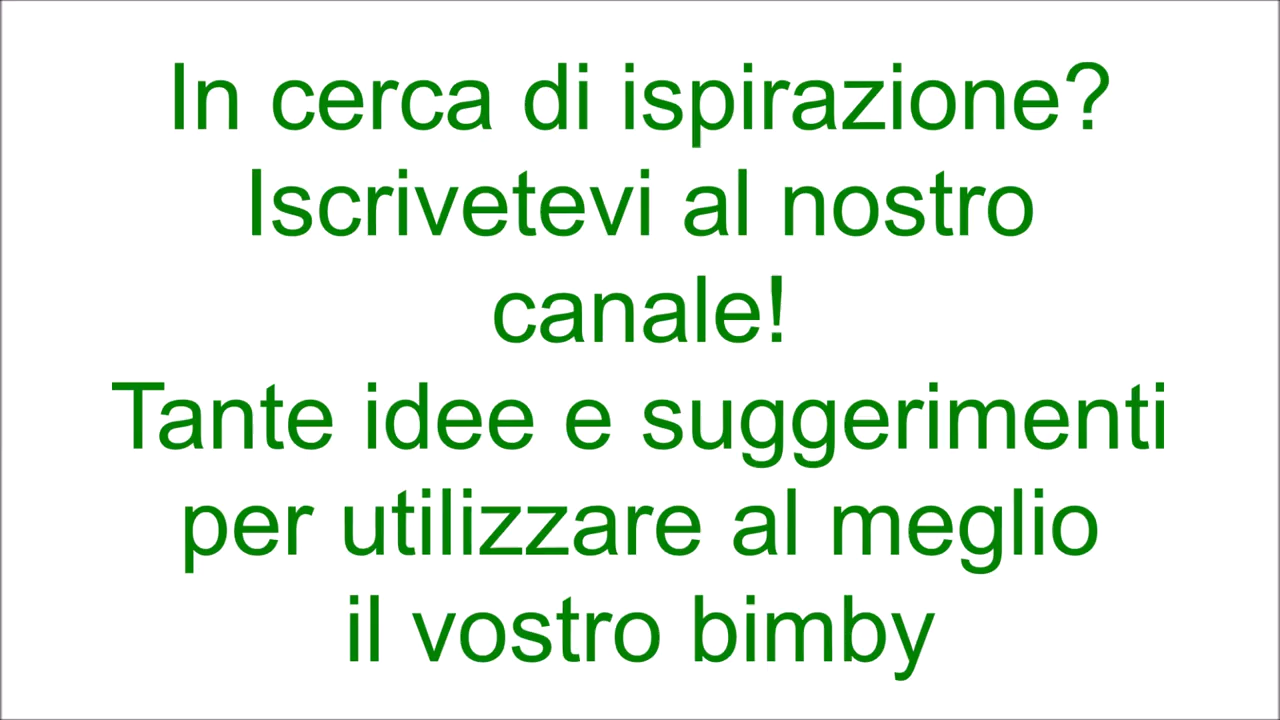 In cerca di ispirazione?
Iscrivetevi al nostro
canale!
Tante idee e suggerimenti
per utilizzare al meglio
il vostro bimby